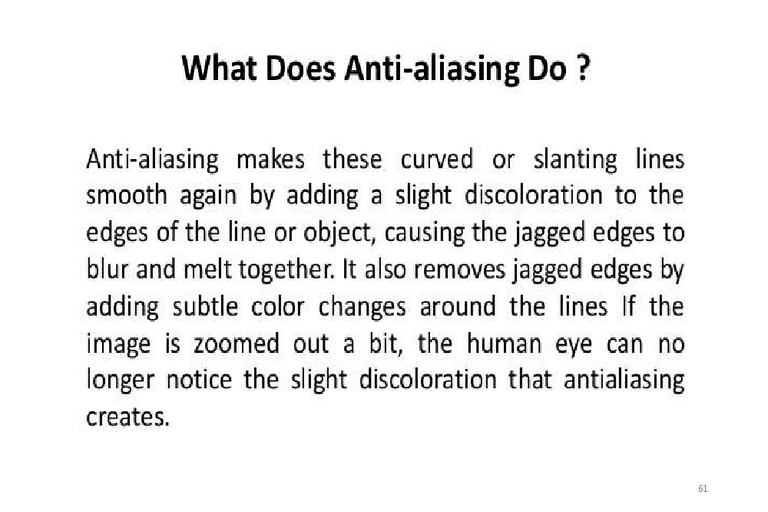 What Does Anti-aliasing Do ?
Anti-aliasing makes these curved or slanting lines
smooth again by adding a slight discoloration to the
edges of the line or object, causing the jagged edges to
blur and melt together. It also removes jagged edges by
adding subtle color changes around the lines If the
image is zoomed out a bit, the human eye can no
longer notice the slight discoloration that antialiasing
creates.
61